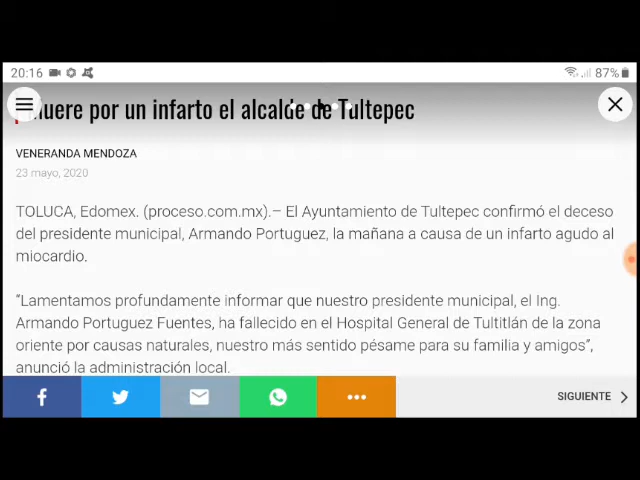 20:16
87%
Muere por un infarto el alcalde de Tultepec
VENERANDA MENDOZA
23 mayo, 2020
TOLUCA, Edomex. (proceso.com.mx).– El Ayuntamiento de Tultepec confirmó el deceso
del presidente municipal, Armando Portuguez, la mañana a causa de un infarto agudo al
miocardio.
“Lamentamos profundamente informar que nuestro presidente municipal, el Ing.
Armando Portuguez Fuentes, ha fallecido en el Hospital General de Tultitlán de la zona
oriente por causas naturales, nuestro más sentido pésame para su familia y amigos”,
anunció la administración local.
SIGUIENTE